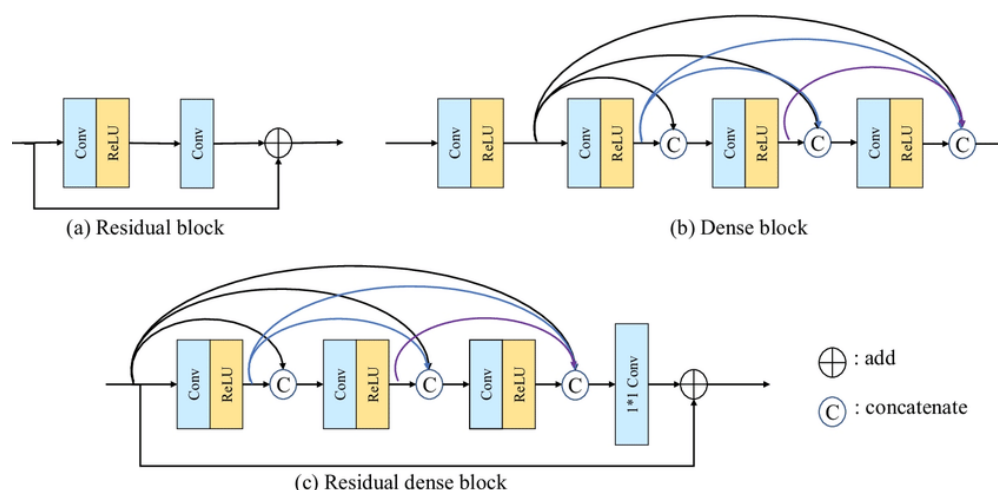 Conv
ReLU
Conv
(a) Residual block
Conv
ReLU
Conv
ReLU
C
Conv
ReLU
C
Conv
ReLU
C
(b) Dense block
Conv
ReLU
C
Conv
ReLU
C
Conv
ReLU
C
1*1 Conv
(c) Residual dense block
: add
C : concatenate